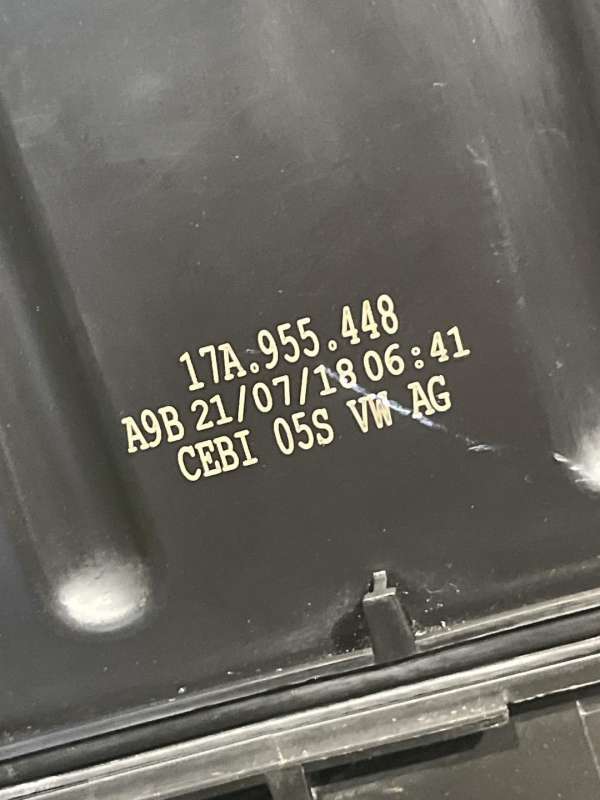 17A.955.448
A9B 21/07/18 06:41
CEBI 05S VW AG